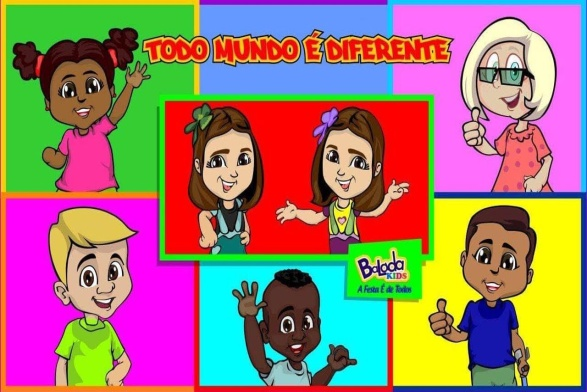 TODO MUNDO É DIFERENTE
Balada
KIDS
A Festa É de Todos